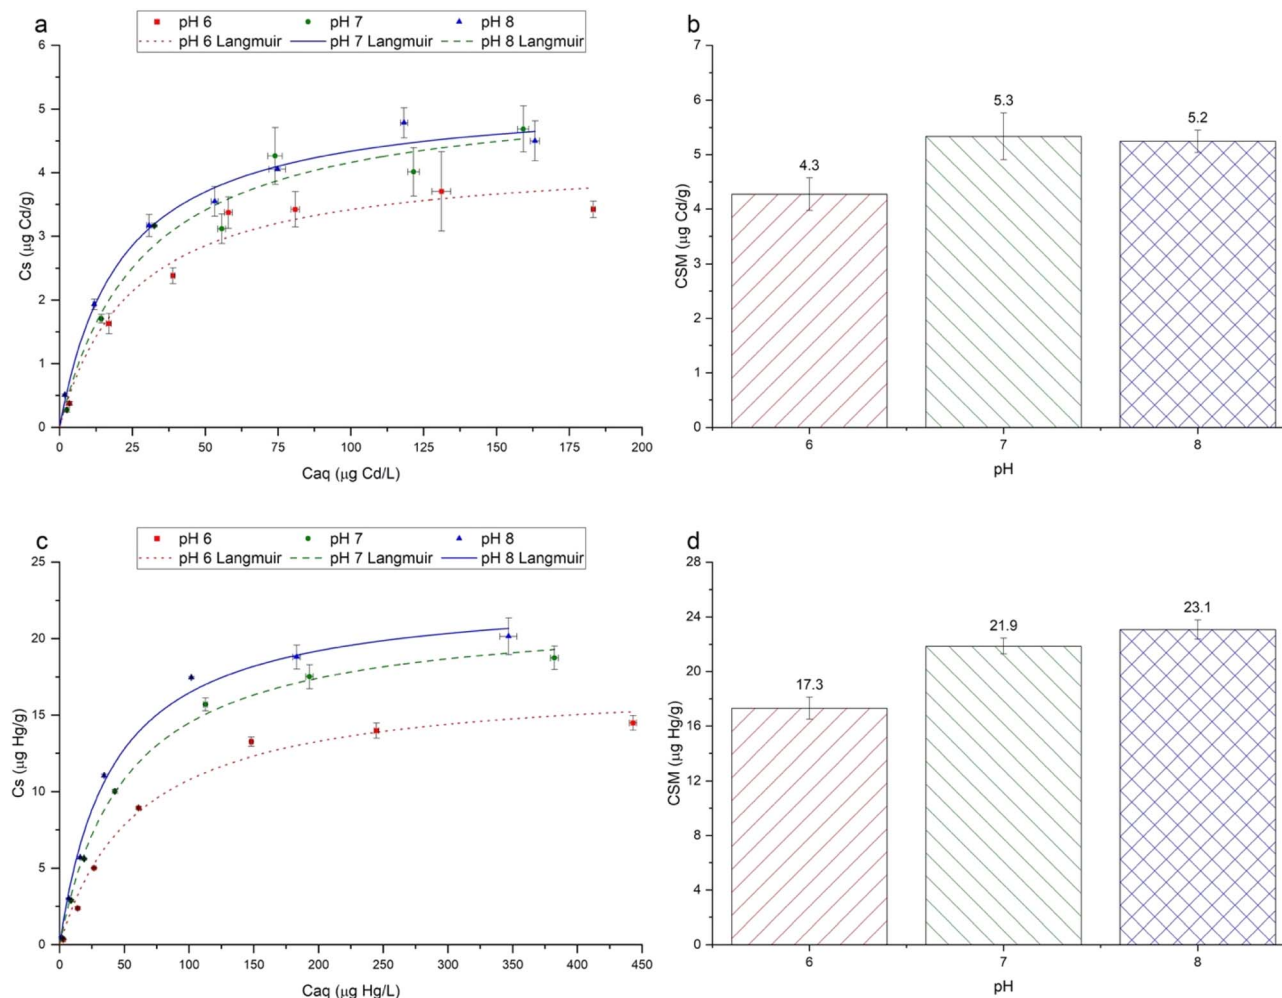 a
pH 6 pH 7 pH 8
pH 6 Langmuir pH 7 Langmuir pH 8 Langmuir
6
5
4
3
2
1
0
Cs (μg Cd/g)
0 25 50 75 100 125 150 175 200
Caq (μg Cd/L)
b
7
6
5
4
3
2
1
0
CSM (μg Cd/g)
4.3
5.3
5.2
6 7 8
pH
c
pH 6 pH 7 pH 8
pH 6 Langmuir pH 7 Langmuir pH 8 Langmuir
25
20
15
10
5
0
Cs (μg Hg/g)
0 50 100 150 200 250 300 350 400 450
Caq (μg Hg/L)
d
28
24
20
16
12
8
4
0
CSM (μg Hg/g)
17.3
21.9
23.1
6 7 8
pH